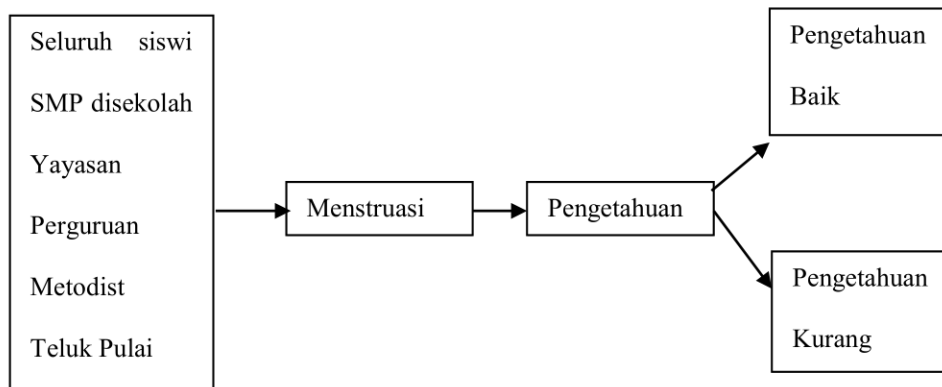 Seluruh siswi
SMP disekolah
Yayasan
Perguruan
Metodist
Teluk Pulai
Menstruasi
Pengetahuan
Pengetahuan
Baik
Pengetahuan
Kurang